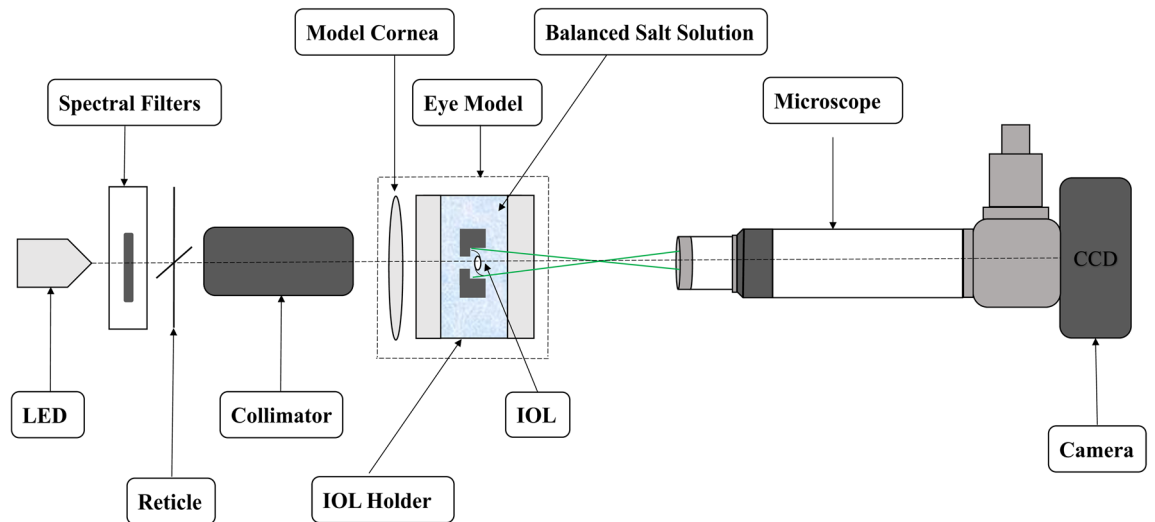 Model Cornea
Balanced Salt Solution
Spectral Filters
Eye Model
Microscope
CCD
LED
Collimator
IOL
Camera
Reticle
IOL Holder